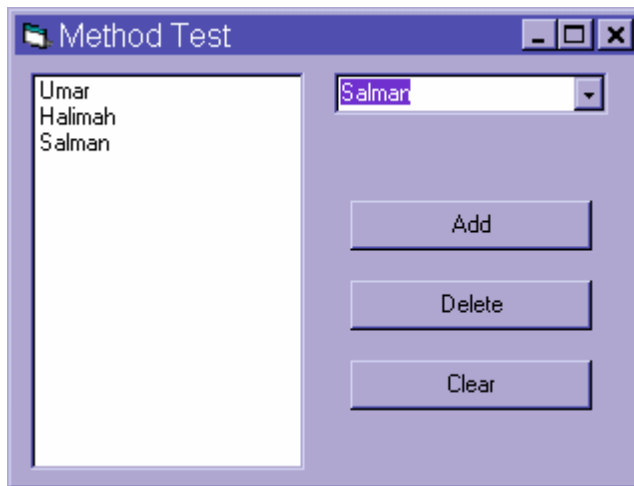 Method Test
Umar
Halimah
Salman
Salman
Add
Delete
Clear